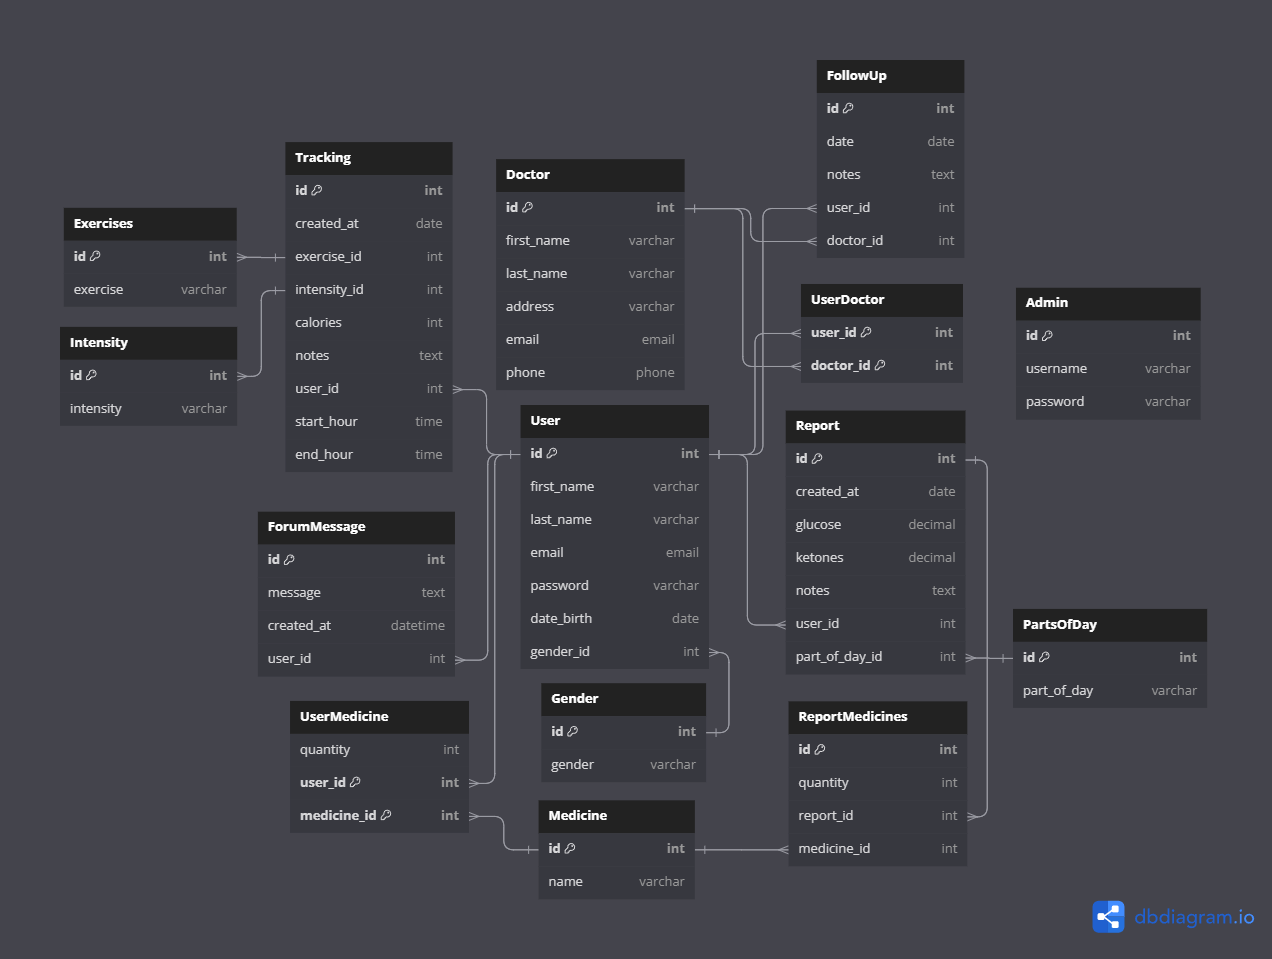 FollowUp
id int
date date
notes text
user_id int
doctor_id int
Tracking
id int
created_at date
exercise_id int
intensity_id int
calories int
notes text
user_id int
start_hour time
end_hour time
Doctor
id int
first_name varchar
last_name varchar
address varchar
email email
phone phone
Exercises
id int
exercise varchar
UserDoctor
user_id int
doctor_id int
Admin
id int
username varchar
password varchar
Intensity
id int
intensity varchar
User
id int
first_name varchar
last_name varchar
email email
password varchar
date_birth date
gender_id int
Report
id int
created_at date
glucose decimal
ketones decimal
notes text
user_id int
part_of_day_id int
ForumMessage
id int
message text
created_at datetime
user_id int
PartsOfDay
id int
part_of_day varchar
Gender
id int
gender varchar
UserMedicine
quantity int
user_id int
medicine_id int
ReportMedicines
id int
quantity int
report_id int
medicine_id int
Medicine
id int
name varchar
dbdiagram.io